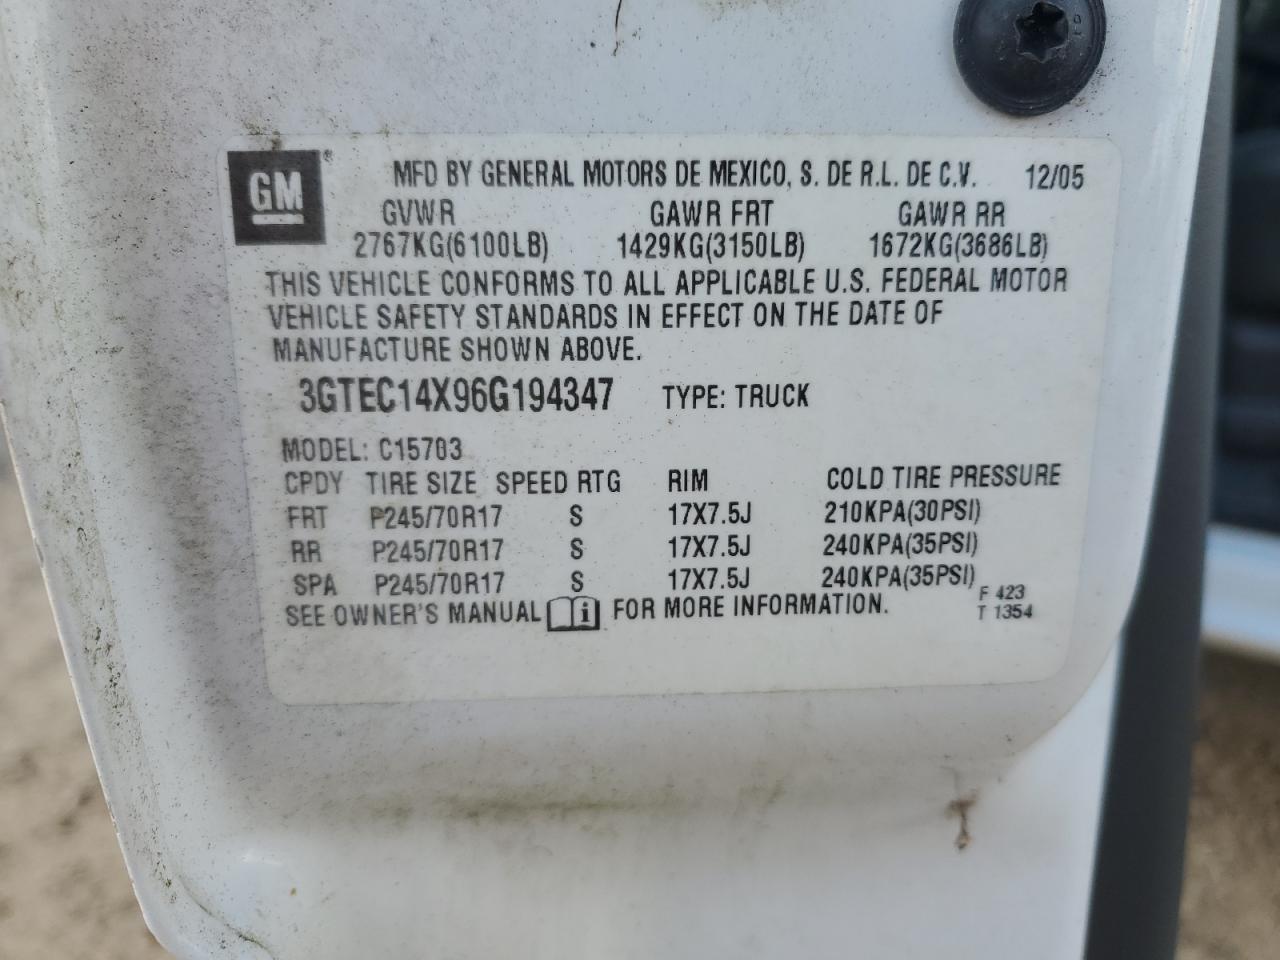 GM
MFD BY GENERAL MOTORS DE MEXICO, S. DE R.L. DE C.V. 12/05
GVWR GAWR FRT GAWR RR
2767KG(6100LB) 1429KG(3150LB) 1672KG(3686LB)
THIS VEHICLE CONFORMS TO ALL APPLICABLE U.S. FEDERAL MOTOR
VEHICLE SAFETY STANDARDS IN EFFECT ON THE DATE OF
MANUFACTURE SHOWN ABOVE.
3GTEC14X96G194347 TYPE: TRUCK
MODEL: C15703
CPDY TIRE SIZE SPEED RTG RIM COLD TIRE PRESSURE
FRT P245/70R17 S 17X7.5J 210KPA(30PSI)
RR P245/70R17 S 17X7.5J 240KPA(35PSI)
SPA P245/70R17 S 17X7.5J 240KPA(35PSI)
SEE OWNER'S MANUAL i FOR MORE INFORMATION.
F 423
T 1354